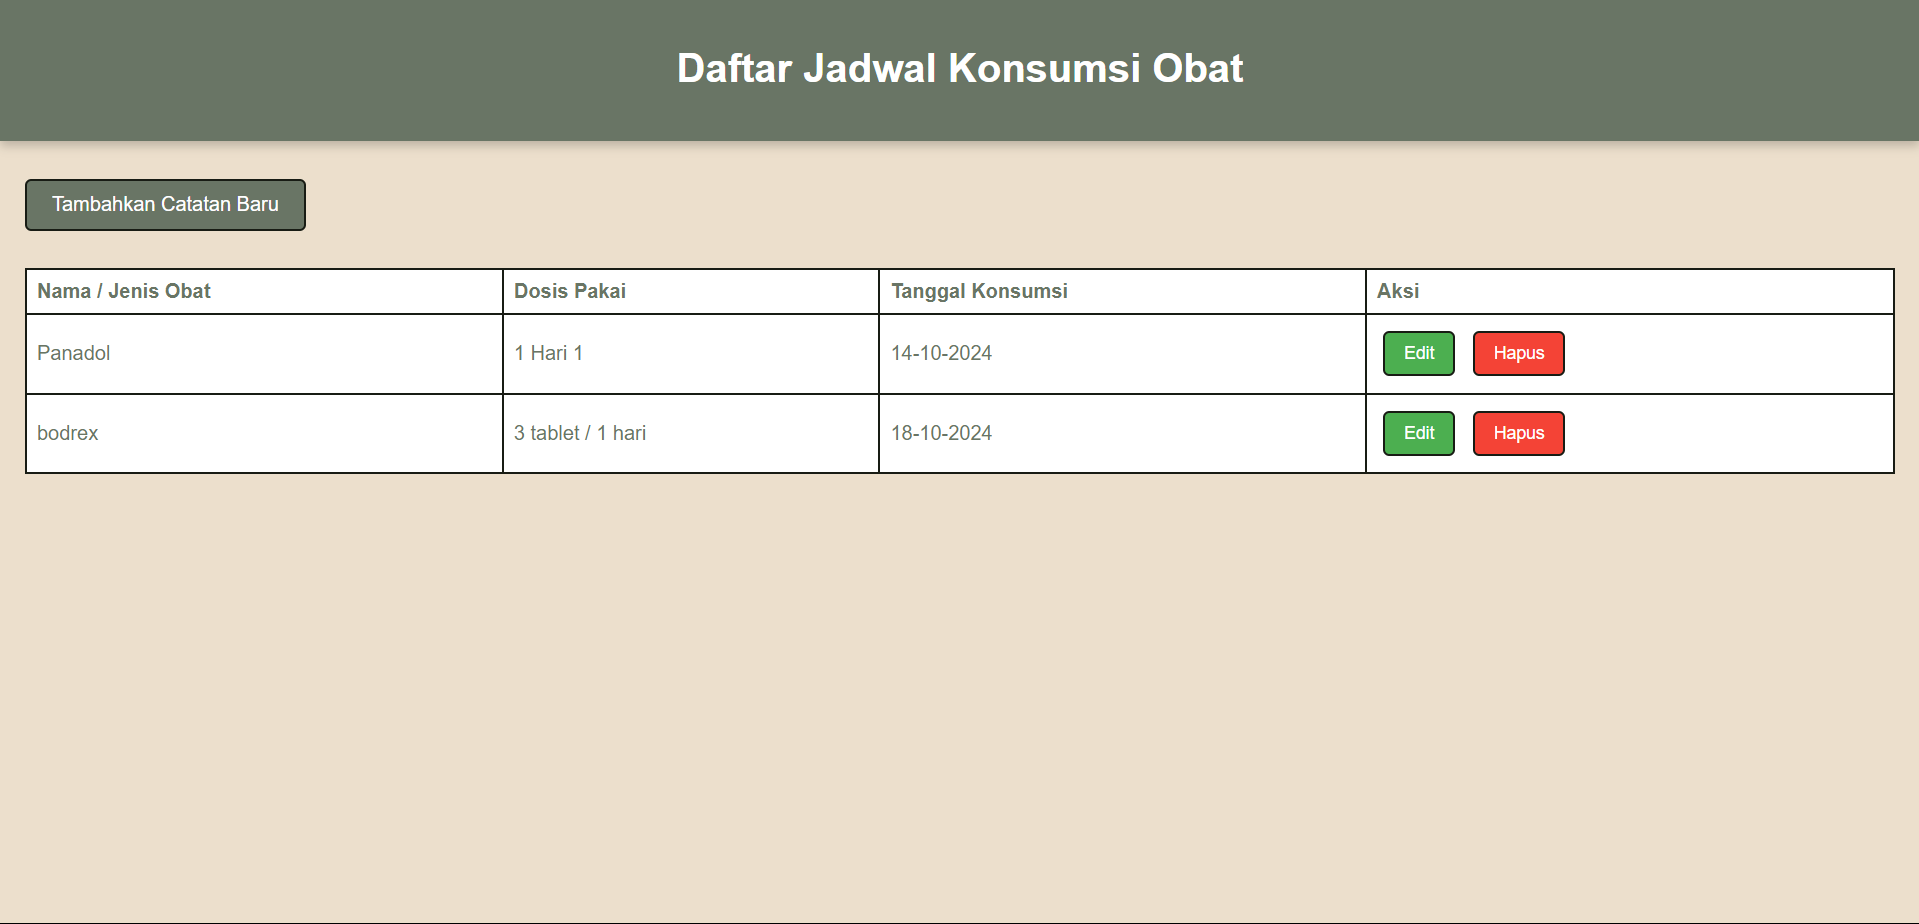 Daftar Jadwal Konsumsi Obat
Tambahkan Catatan Baru
Nama / Jenis Obat Dosis Pakai Tanggal Konsumsi Aksi
Panadol 1 Hari 1 14-10-2024 Edit Hapus
bodrex 3 tablet / 1 hari 18-10-2024 Edit Hapus